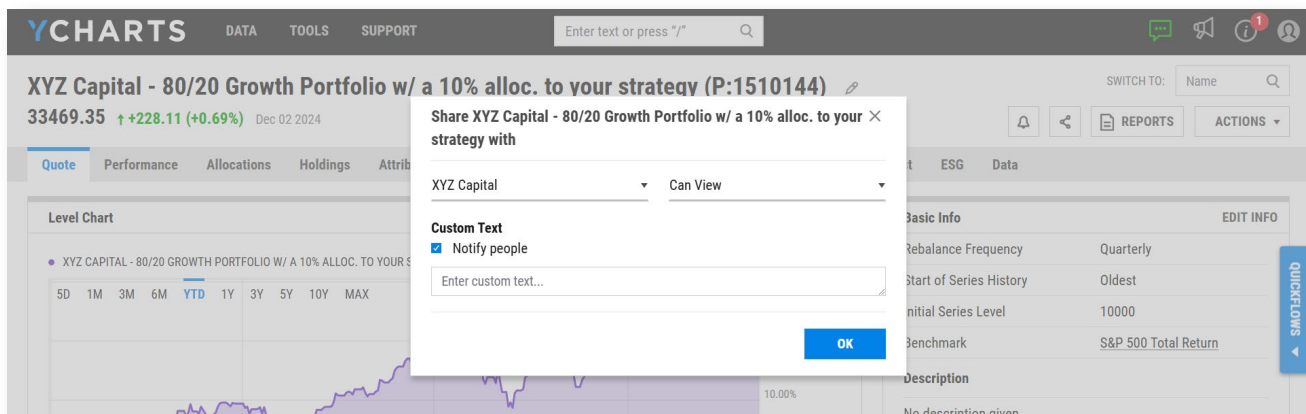 YCHARTS DATA TOOLS SUPPORT Enter text or press "/" 1
XYZ Capital - 80/20 Growth Portfolio w/ a 10% alloc. to your strategy (P:1510144)
SWITCH TO: Name
33469.35 ↑ +228.11 (+0.69%) Dec 02 2024
REPORTS ACTIONS
Quote Performance Allocations Holdings Attrib
ESG Data
Share XYZ Capital - 80/20 Growth Portfolio w/ a 10% alloc. to your
strategy with
XYZ Capital Can View
Custom Text
Notify people
Enter custom text...
OK
Level Chart
XYZ CAPITAL - 80/20 GROWTH PORTFOLIO W/ A 10% ALLOC. TO YOUR S
5D 1M 3M 6M YTD 1Y 3Y 5Y 10Y MAX
10.00%
Basic Info EDIT INFO
Rebalance Frequency Quarterly
Start of Series History Oldest
Initial Series Level 10000
Benchmark S&P 500 Total Return
Description
No description given
QUICKFLOWS